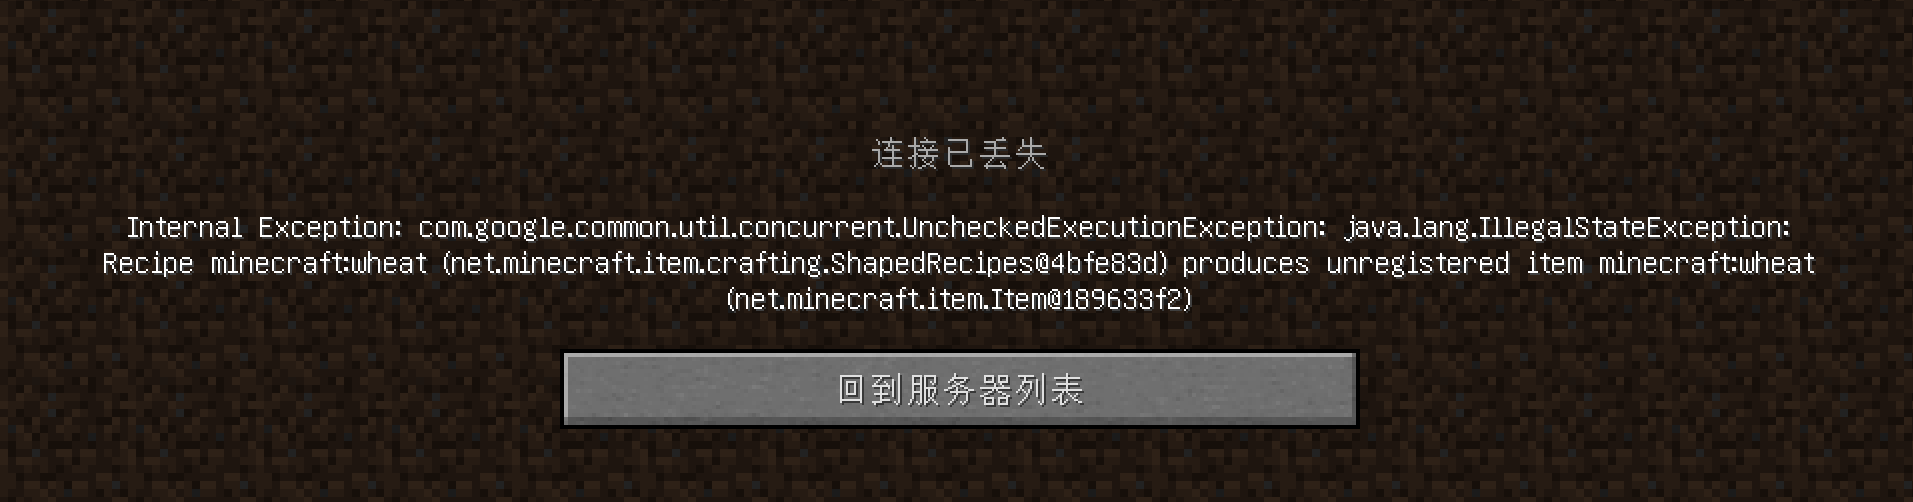 连接已丢失
Internal Exception: com.google.common.util.concurrent.UncheckedExecutionException: java.lang.IllegalStateException:
Recipe minecraft:wheat (net.minecraft.item.crafting.ShapedRecipes@4bfe83d) produces unregistered item minecraft:wheat
(net.minecraft.item.Item@189633f2)
回到服务器列表